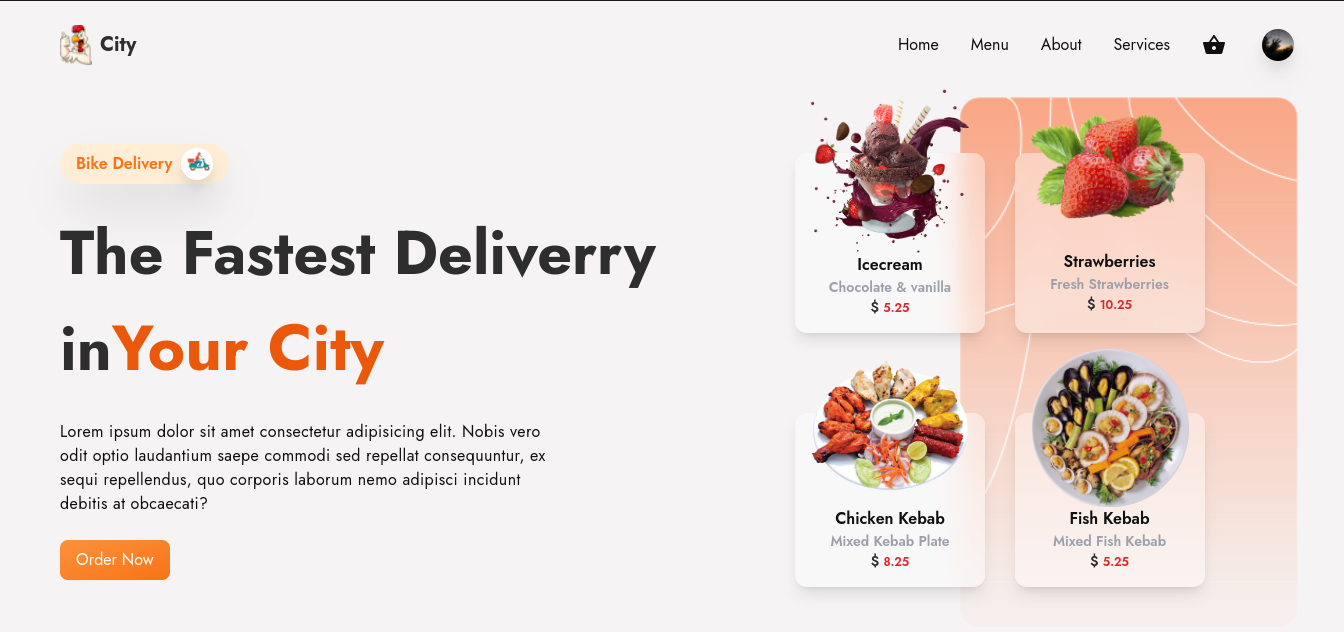 City
Home
Menu
About
Services
Bike Delivery
The Fastest Deliverry
inYour City
Lorem ipsum dolor sit amet consectetur adipisicing elit. Nobis vero
odit optio laudantium saepe commodi sed repellat consequuntur, ex
sequi repellendus, quo corporis laborum nemo adipisci incidunt
debitis at obcaecati?
Order Now
Icecream
Chocolate & vanilla
$ 5.25
Strawberries
Fresh Strawberries
$ 10.25
Chicken Kebab
Mixed Kebab Plate
$ 8.25
Fish Kebab
Mixed Fish Kebab
$ 5.25